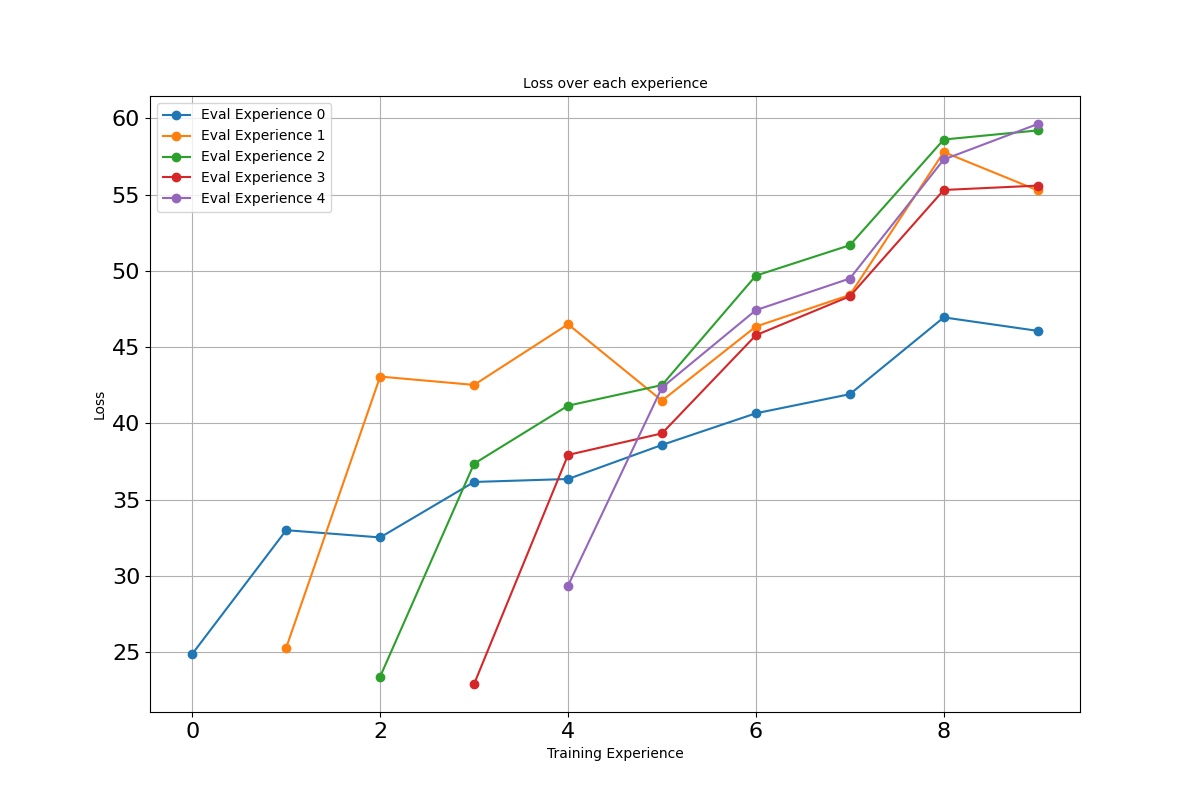 Loss over each experience
60
55
50
45
40
35
30
25
Loss
Eval Experience 0
Eval Experience 1
Eval Experience 2
Eval Experience 3
Eval Experience 4
0 2 4 6 8
Training Experience